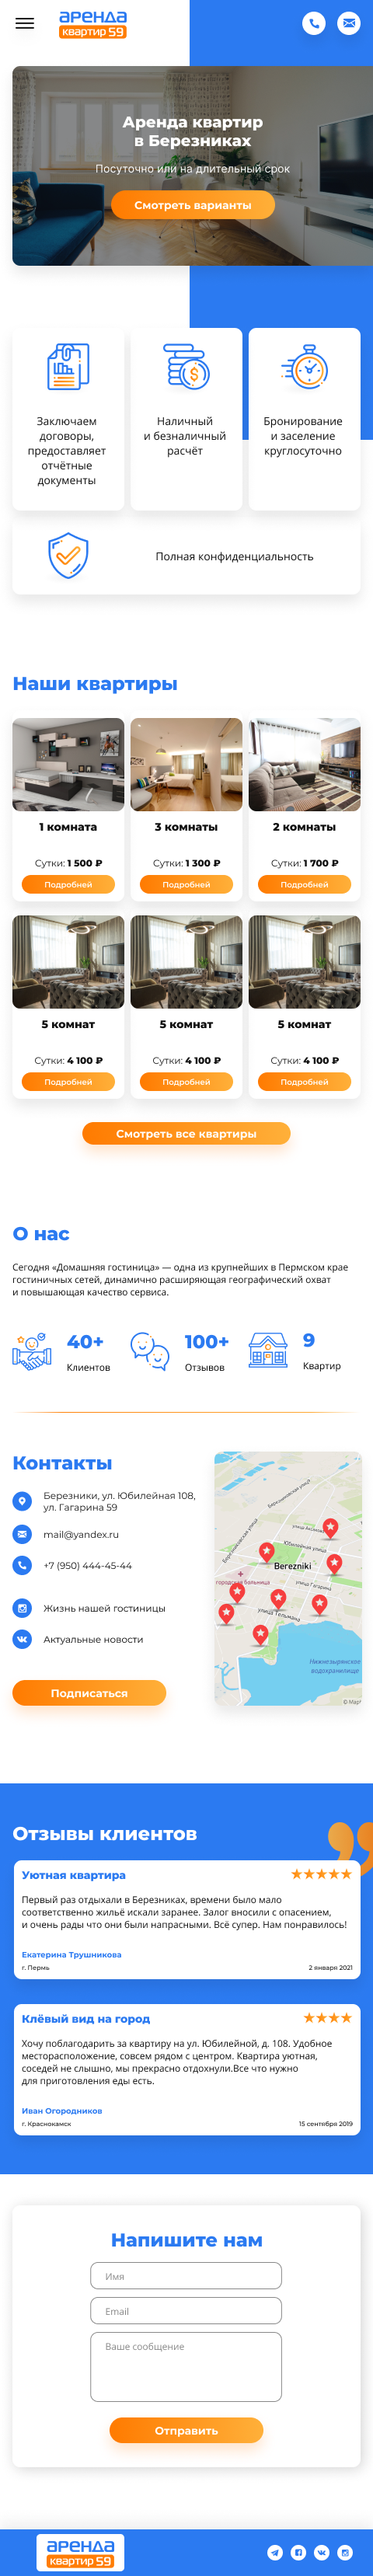 аренда
квартир 59
Аренда квартир
в Березниках
Посуточно или на длительный срок
Смотреть варианты
Заключаем
договоры,
предоставляет
отчётные
документы
Наличный
и безналичный
расчёт
Бронирование
и заселение
круглосуточно
Полная конфиденциальность
Наши квартиры
1 комната
Сутки: 1 500 ₽
Подробней
3 комнаты
Сутки: 1 300 ₽
Подробней
2 комнаты
Сутки: 1 700 ₽
Подробней
5 комнат
Сутки: 4 100 ₽
Подробней
5 комнат
Сутки: 4 100 ₽
Подробней
5 комнат
Сутки: 4 100 ₽
Подробней
Смотреть все квартиры
О нас
Сегодня «Домашняя гостиница» — одна из крупнейших в Пермском крае
гостиничных сетей, динамично расширяющая географический охват
и повышающая качество сервиса.
40+
Клиентов
100+
Отзывов
9
Квартир
Контакты
Березники, ул. Юбилейная 108,
ул. Гагарина 59
mail@yandex.ru
+7 (950) 444-45-44
Жизнь нашей гостиницы
Актуальные новости
Подписаться
Березниковская улица
Юбилейная улица
Березниковская улица
Berezniki
городская больница
улица Гагарина
улица Тельмана
Нижнезырянское
водохранилище
© Mapb
Отзывы клиентов
Уютная квартира
Первый раз отдыхали в Березниках, времени было мало
соответственно жильё искали заранее. Залог вносили с опасением,
и очень рады что они были напрасными. Всё супер. Нам понравилось!
Екатерина Трушникова
г. Пермь
2 января 2021
Клёвый вид на город
Хочу поблагодарить за квартиру на ул. Юбилейной, д. 108. Удобное
месторасположение, совсем рядом с центром. Квартира уютная,
соседей не слышно, мы прекрасно отдохнули.Все что нужно
для приготовления еды есть.
Иван Огородников
г. Краснокамск
15 сентября 2019
Напишите нам
Имя
Email
Ваше сообщение
Отправить
аренда
квартир 59